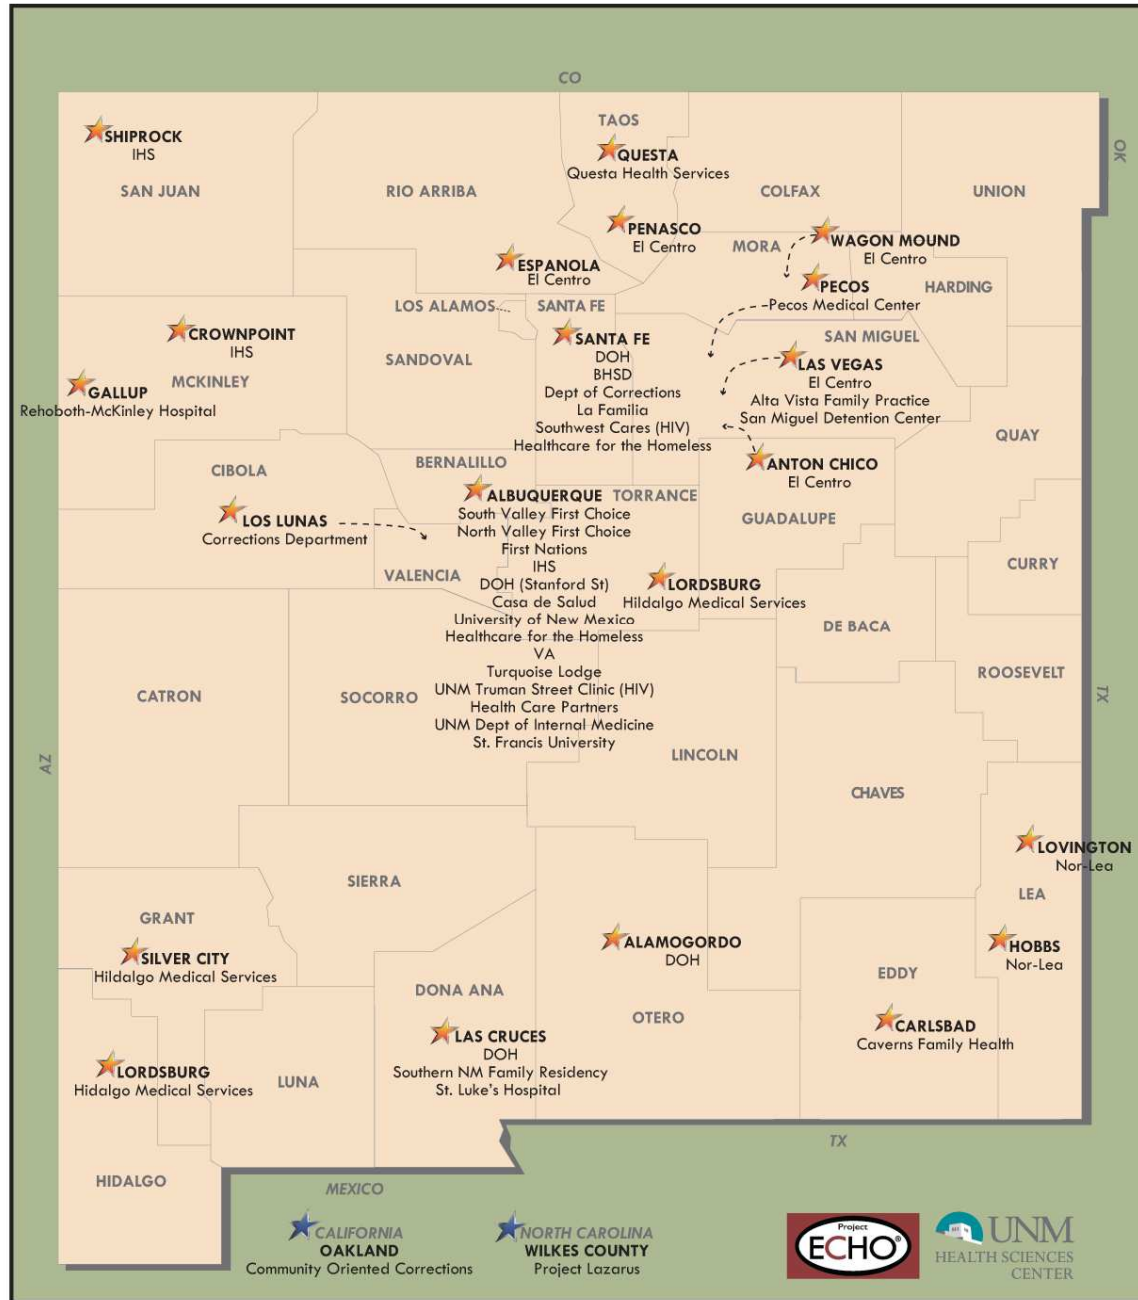 CO
OK
TAOS
SHIPROCK
IHS
SAN JUAN
RIO ARRIBA
QUESTA
Questa Health Services
COLFAX
UNION
PENASCO
El Centro
MORA
WAGON MOUND
El Centro
ESPANOLA
El Centro
PECOS
Pecos Medical Center
HARDING
LOS ALAMOS
SANTA FE
CROWNPOINT
IHS
SANDOVAL
SANTA FE
DOH
BHSD
Dept of Corrections
La Familia
Southwest Cares (HIV)
Healthcare for the Homeless
SAN MIGUEL
LAS VEGAS
El Centro
Alta Vista Family Practice
San Miguel Detention Center
MCKINLEY
GALLUP
Rehoboth-McKinley Hospital
QUAY
CIBOLA
BERNALILLO
ANTON CHICO
El Centro
LOS LUNAS
Corrections Department
ALBUQUERQUE
South Valley First Choice
North Valley First Choice
First Nations
IHS
DOH (Stanford St)
Casa de Salud
University of New Mexico
Healthcare for the Homeless
VA
Turquoise Lodge
UNM Truman Street Clinic (HIV)
Health Care Partners
UNM Dept of Internal Medicine
St. Francis University
TORRANCE
GUADALUPE
VALENCIA
LORDSBURG
Hildalgo Medical Services
CURRY
DE BACA
ROOSEVELT
CATRON
SOCORRO
TX
AZ
LINCOLN
CHAVES
LOVINGTON
Nor-Lea
LEA
SIERRA
GRANT
SILVER CITY
Hildalgo Medical Services
ALAMOGORDO
DOH
HOBBS
Nor-Lea
EDDY
DONA ANA
OTERO
CARLSBAD
Caverns Family Health
LAS CRUCES
DOH
Southern NM Family Residency
St. Luke's Hospital
LORDSBURG
Hidalgo Medical Services
LUNA
TX
HIDALGO
MEXICO
CALIFORNIA
OAKLAND
Community Oriented Corrections
NORTH CAROLINA
WILKES COUNTY
Project Lazarus
Project
ECHO®
UNM
HEALTH SCIENCES
CENTER